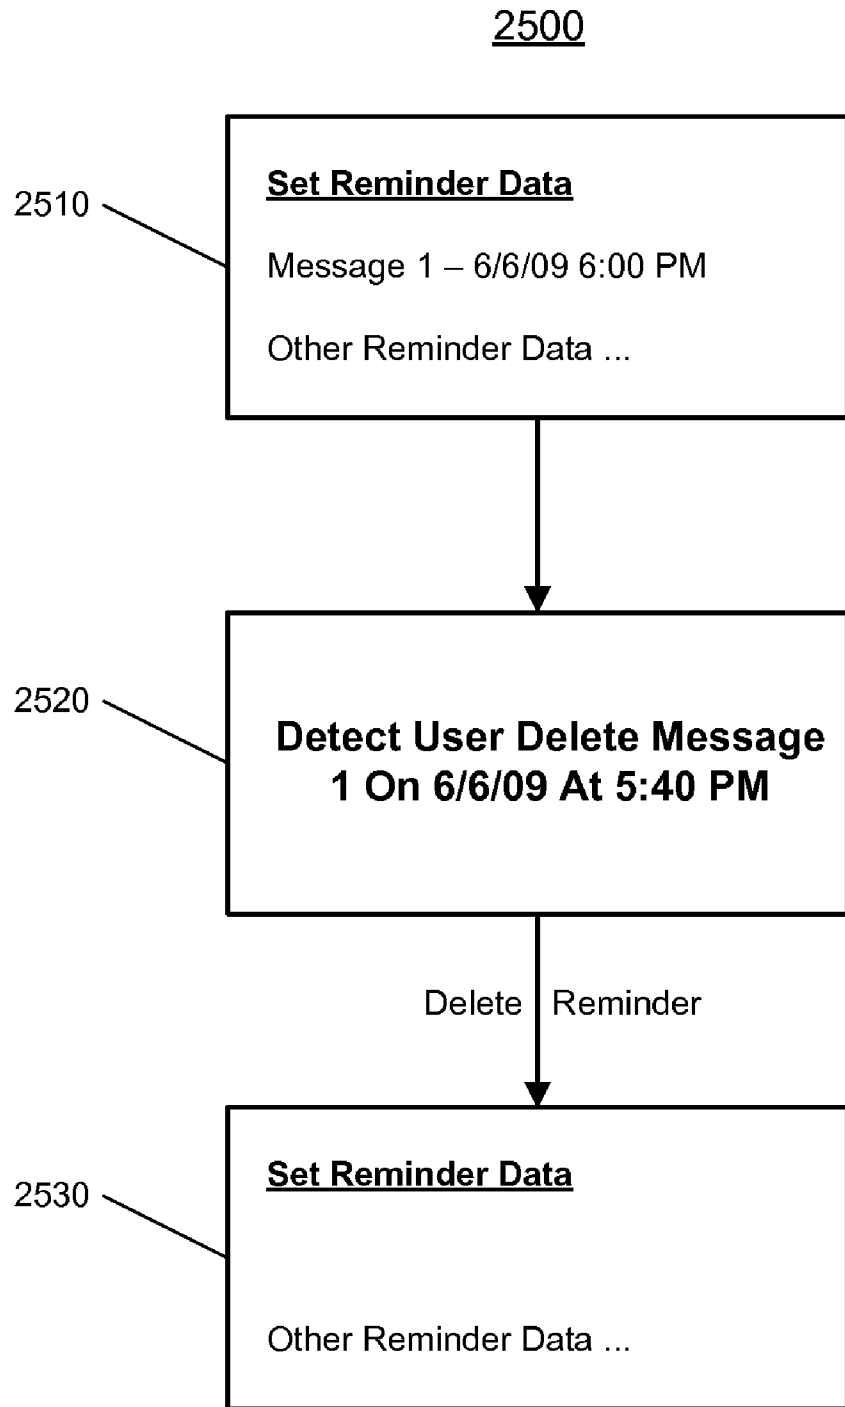 2500
2510
Set Reminder Data
Message 1 – 6/6/09 6:00 PM
Other Reminder Data ...
2520
Detect User Delete Message
1 On 6/6/09 At 5:40 PM
Delete Reminder
2530
Set Reminder Data
Other Reminder Data ...